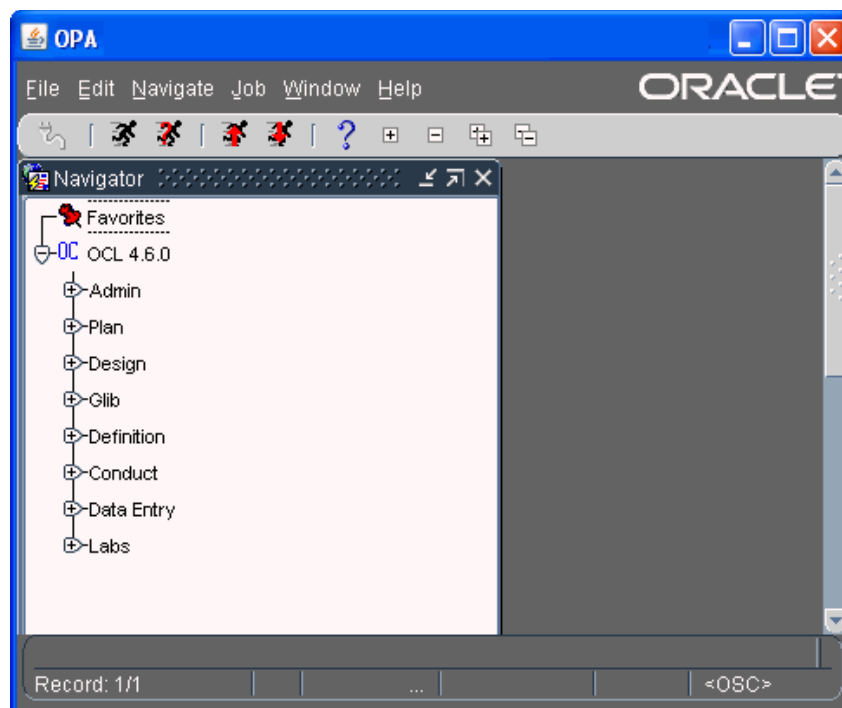 OPA
File Edit Navigate Job Window Help
ORACLE
Navigator
Favorites
OC OCL 4.6.0
Admin
Plan
Design
Glib
Definition
Conduct
Data Entry
Labs
Record: 1/1 ... <OSC>